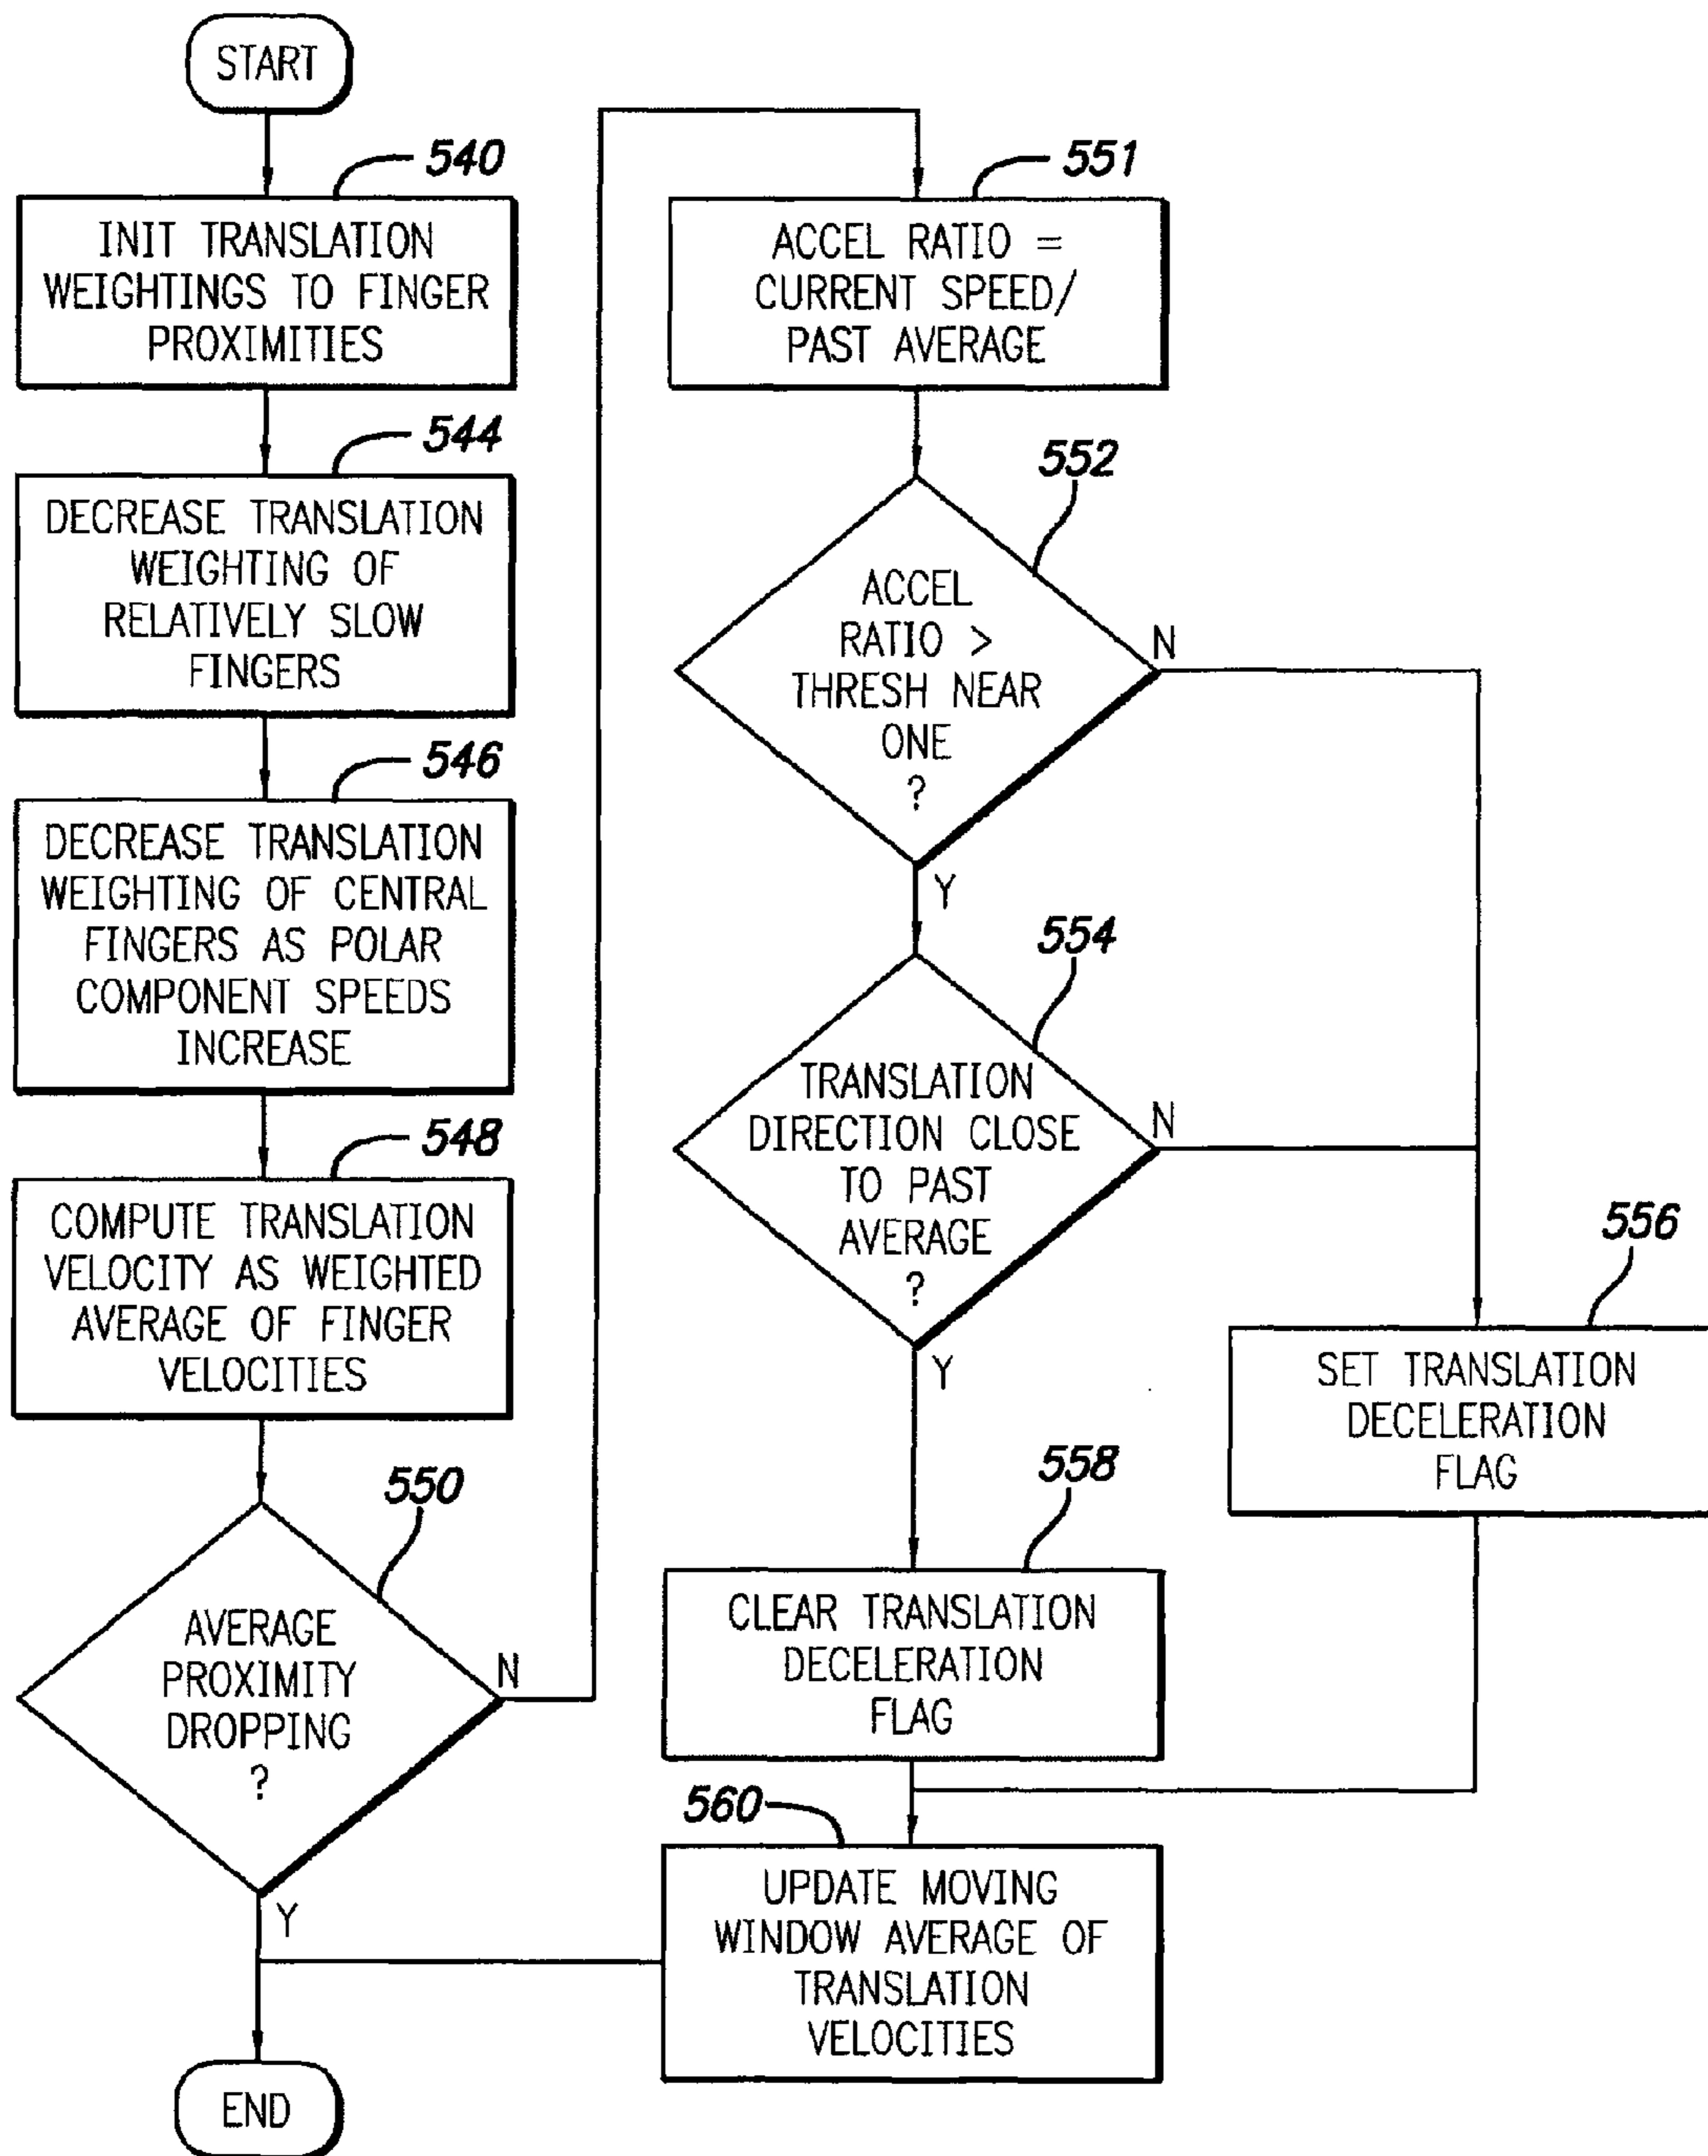 START
540
INIT TRANSLATION
WEIGHTINGS TO FINGER
PROXIMITIES
544
DECREASE TRANSLATION
WEIGHTING OF
RELATIVELY SLOW
FINGERS
546
DECREASE TRANSLATION
WEIGHTING OF CENTRAL
FINGERS AS POLAR
COMPONENT SPEEDS
INCREASE
548
COMPUTE TRANSLATION
VELOCITY AS WEIGHTED
AVERAGE OF FINGER
VELOCITIES
550
AVERAGE
PROXIMITY
DROPPING
?
N
Y
END
551
ACCEL RATIO =
CURRENT SPEED/
PAST AVERAGE
552
ACCEL
RATIO >
THRESH NEAR
ONE
?
N
Y
554
TRANSLATION
DIRECTION CLOSE
TO PAST
AVERAGE
?
N
Y
556
SET TRANSLATION
DECELERATION
FLAG
558
CLEAR TRANSLATION
DECELERATION
FLAG
560
UPDATE MOVING
WINDOW AVERAGE OF
TRANSLATION
VELOCITIES